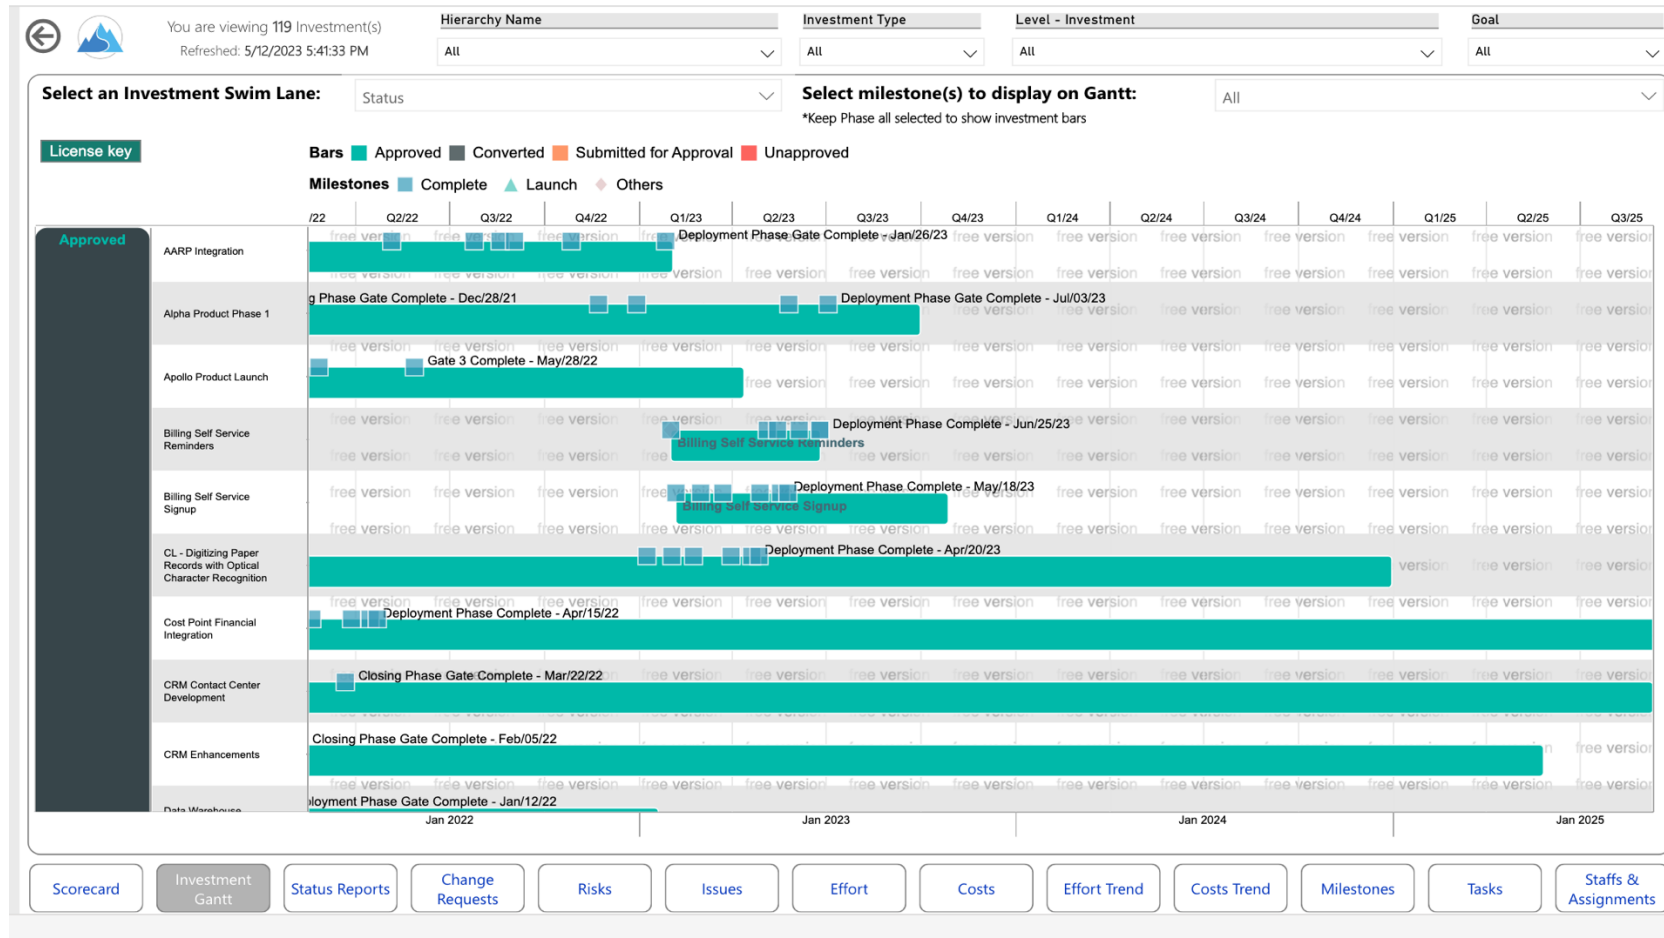 You are viewing 119 Investment(s)
Refreshed: 5/12/2023 5:41:33 PM
Hierarchy Name
All
Investment Type
All
Level - Investment
All
Goal
All
Select an Investment Swim Lane:
Status
Select milestone(s) to display on Gantt:
All
*Keep Phase all selected to show investment bars
License key
Bars Approved Converted Submitted for Approval Unapproved
Milestones Complete Launch Others
/22 Q2/22 Q3/22 Q4/22 Q1/23 Q2/23 Q3/23 Q4/23 Q1/24 Q2/24 Q3/24 Q4/24 Q1/25 Q2/25 Q3/25
Approved
AARP Integration
Deployment Phase Gate Complete - Jan/26/23
free version
Alpha Product Phase 1
g Phase Gate Complete - Dec/28/21
Deployment Phase Gate Complete - Jul/03/23
Apollo Product Launch
Gate 3 Complete - May/28/22
Billing Self Service
Reminders
Deployment Phase Complete - Jun/25/23
Billing Self Service Reminders
Billing Self Service
Signup
Deployment Phase Complete - May/18/23
Billing Self Service Signup
CL - Digitizing Paper
Records with Optical
Character Recognition
Deployment Phase Complete - Apr/20/23
Cost Point Financial
Integration
Deployment Phase Complete - Apr/15/22
CRM Contact Center
Development
Closing Phase Gate Complete - Mar/22/22
CRM Enhancements
Closing Phase Gate Complete - Feb/05/22
Data Warehouse
loyment Phase Gate Complete - Jan/12/22
Jan 2022 Jan 2023 Jan 2024 Jan 2025
Scorecard
Investment
Gantt
Status Reports
Change
Requests
Risks
Issues
Effort
Costs
Effort Trend
Costs Trend
Milestones
Tasks
Staffs &
Assignments